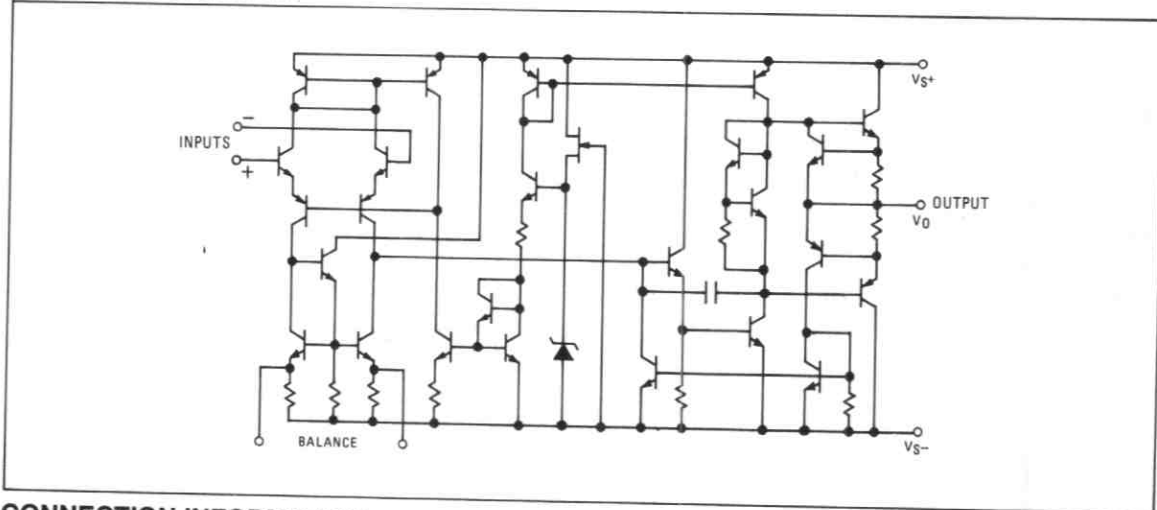 VS+
−
INPUTS
+
OUTPUT
VO
BALANCE
VS−